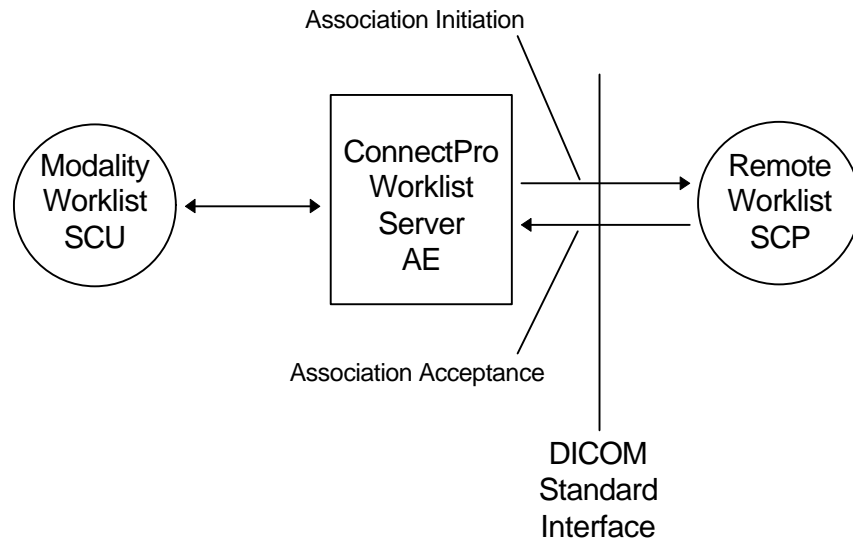 Association Initiation
Modality
Worklist
SCU
ConnectPro
Worklist
Server
AE
Remote
Worklist
SCP
Association Acceptance
DICOM
Standard
Interface